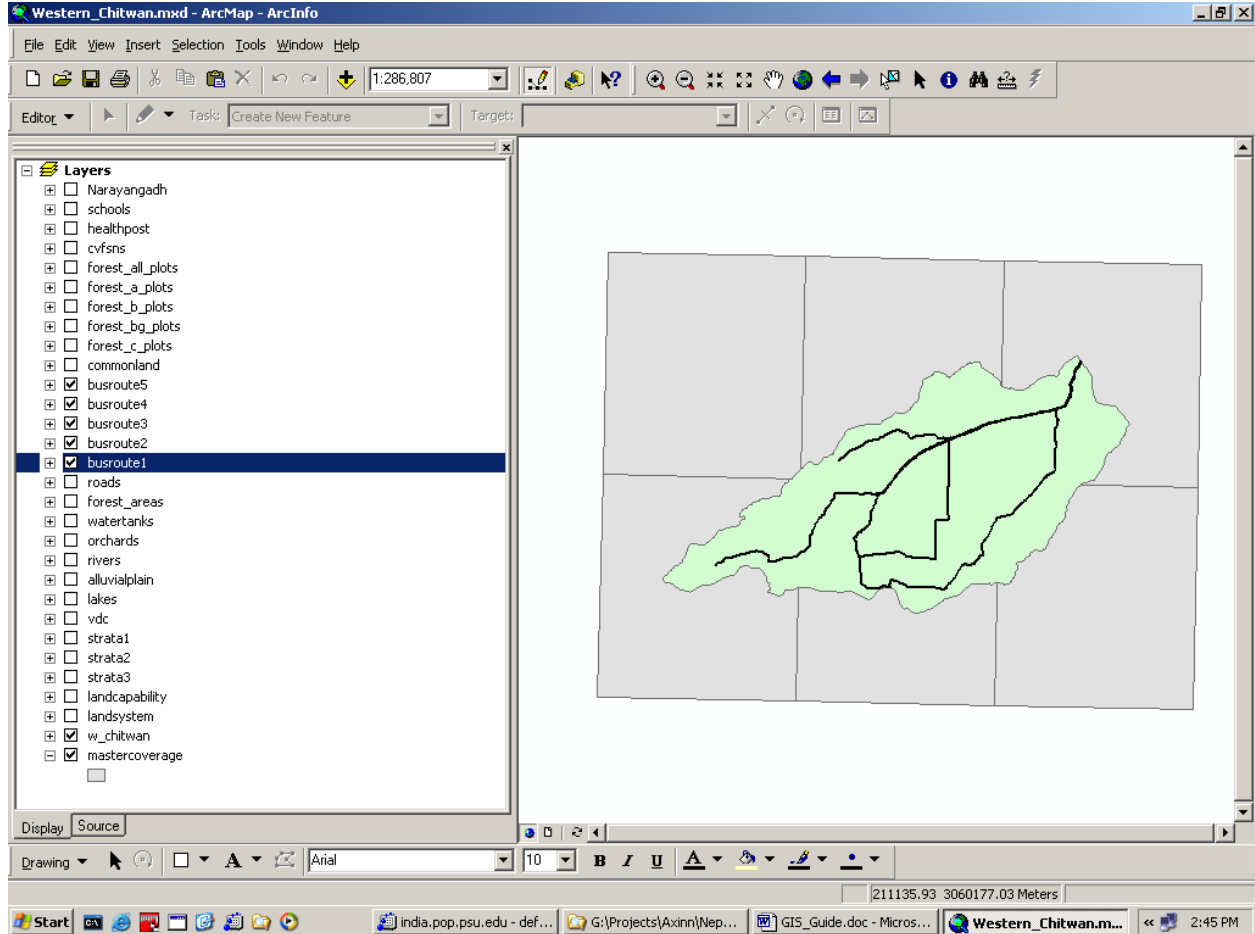 Western_Chitwan.mxd - ArcMap - ArcInfo
File Edit View Insert Selection Tools Window Help
1:286,807
Editor Task: Create New Feature Target:
Layers
Narayangadh
schools
healthpost
cvfsns
forest_all_plots
forest_a_plots
forest_b_plots
forest_bg_plots
forest_c_plots
commonland
busroute5
busroute4
busroute3
busroute2
busroute1
roads
forest_areas
watertanks
orchards
rivers
alluvialplain
lakes
vdc
strata1
strata2
strata3
landcapability
landsystem
w_chitwan
mastercoverage
Display Source
Drawing A Arial 10 B I U A
211135.93 3060177.03 Meters
Start india.pop.psu.edu - def... G:\Projects\Axinn\Nep... GIS_Guide.doc - Micros... Western_Chitwan.m... « 2:45 PM